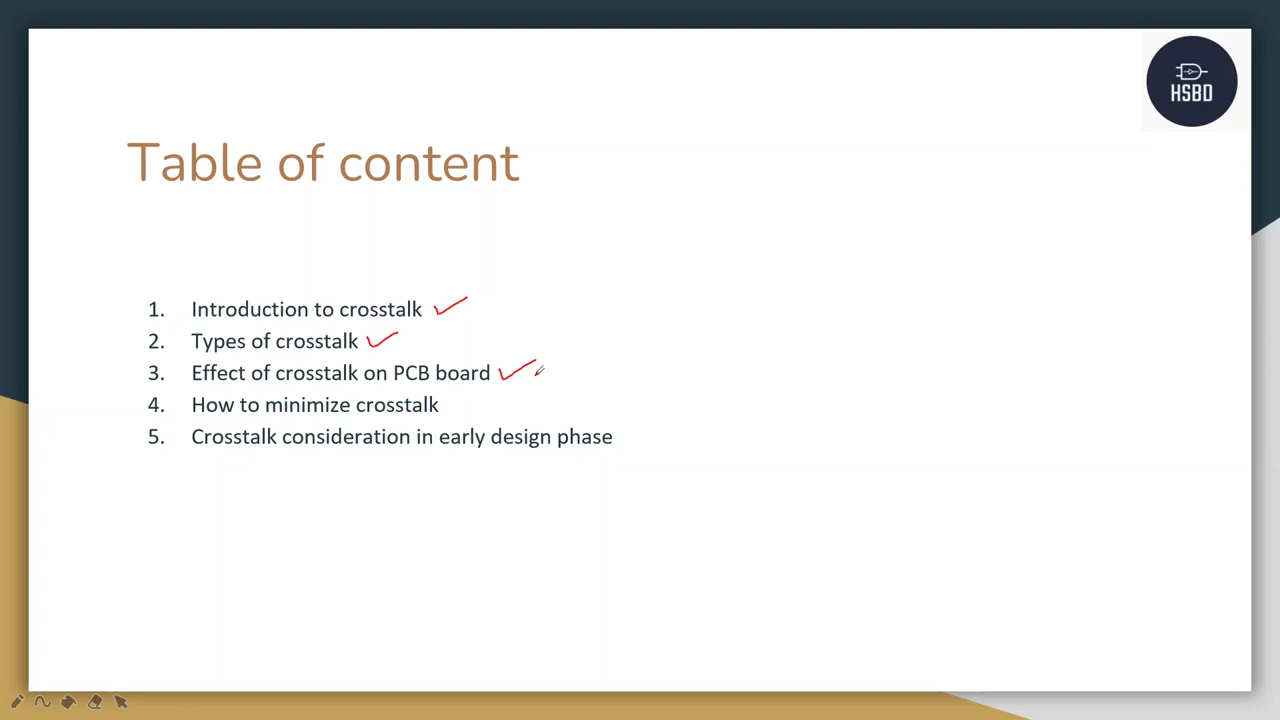 HSBD
Table of content
1. Introduction to crosstalk
2. Types of crosstalk
3. Effect of crosstalk on PCB board
4. How to minimize crosstalk
5. Crosstalk consideration in early design phase